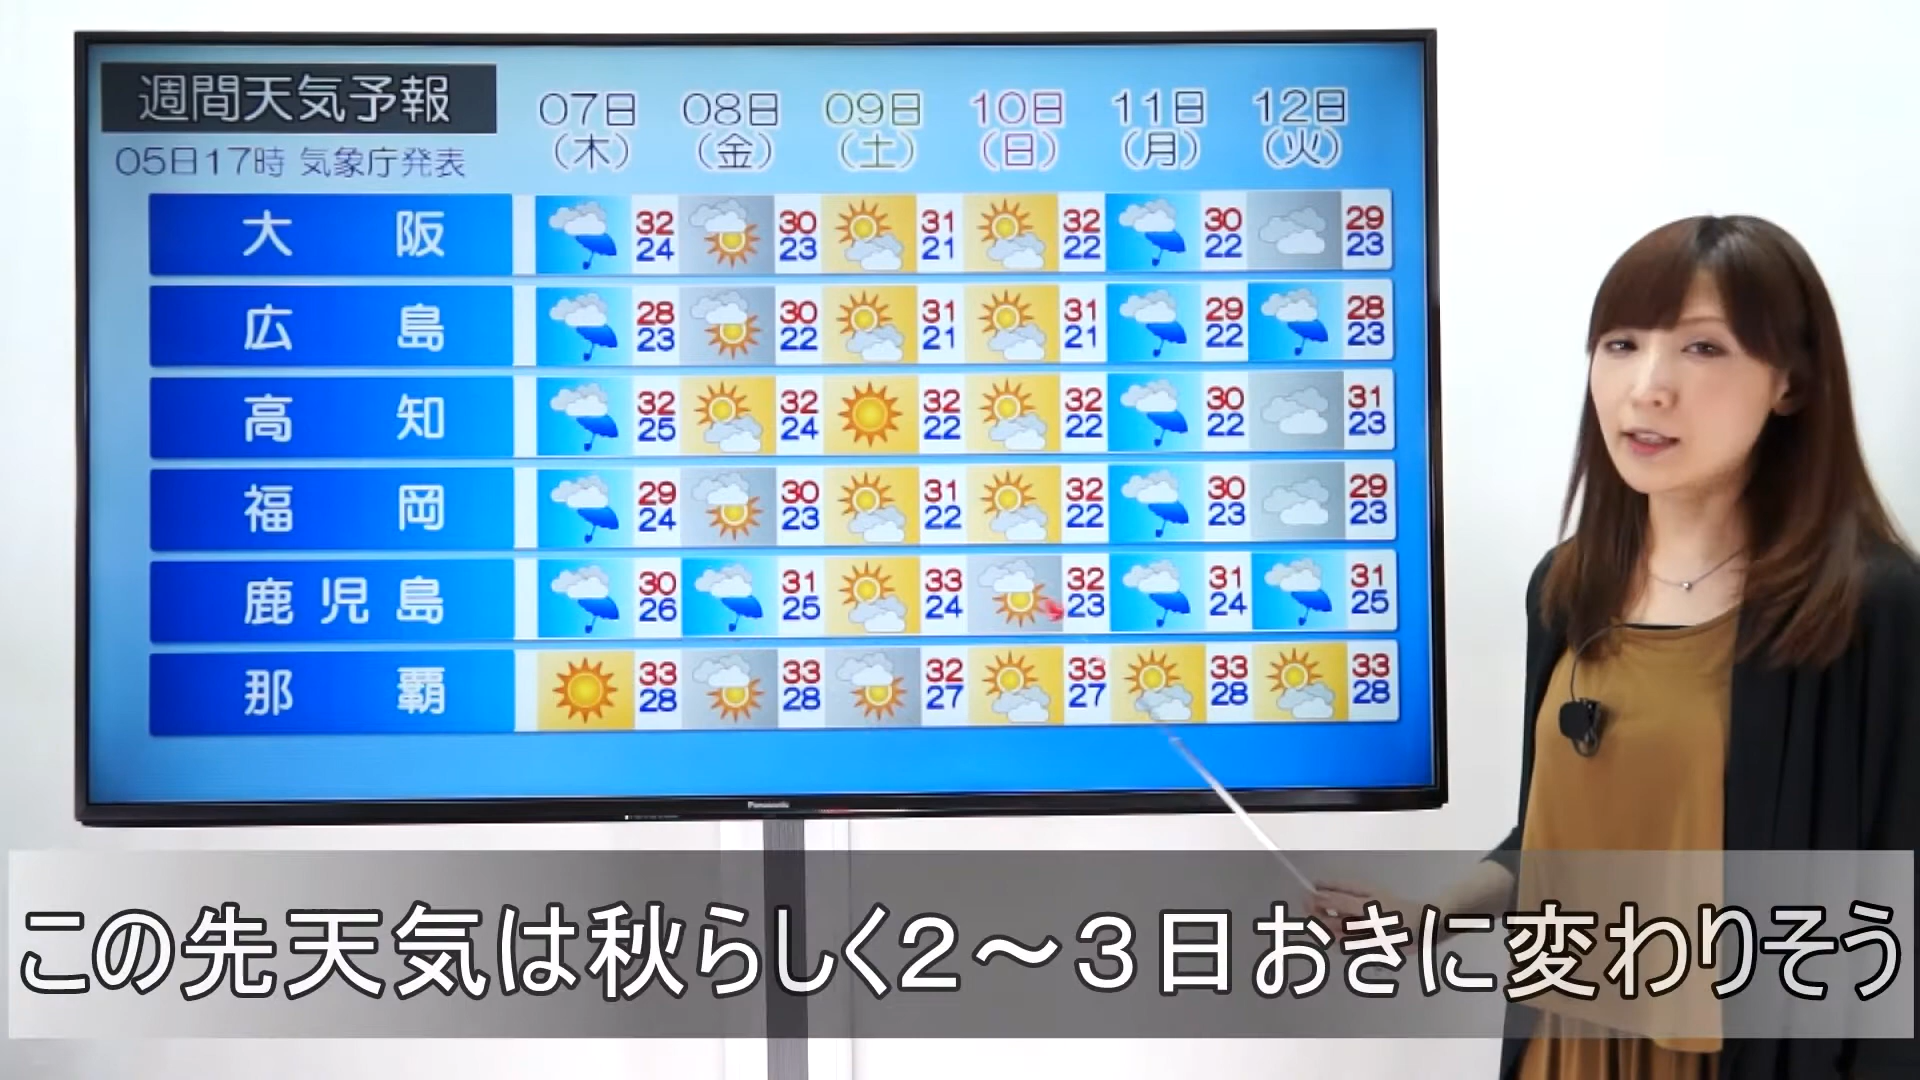 週間天気予報
05日17時 気象庁発表
07日 08日 09日 10日 11日 12日
(木) (金) (土) (日) (月) (火)
大阪 32 24 30 23 31 21 32 22 30 22 29 23
広島 28 23 30 22 31 21 31 21 29 22 28 23
高知 32 25 32 24 32 22 32 22 30 22 31 23
福岡 29 24 30 23 31 22 32 22 30 23 29 23
鹿児島 30 26 31 25 33 24 32 23 31 24 31 25
那覇 33 28 33 28 32 27 33 27 33 28 33 28
Panasonic
この先天気は秋らしく２～３日おきに変わりそう